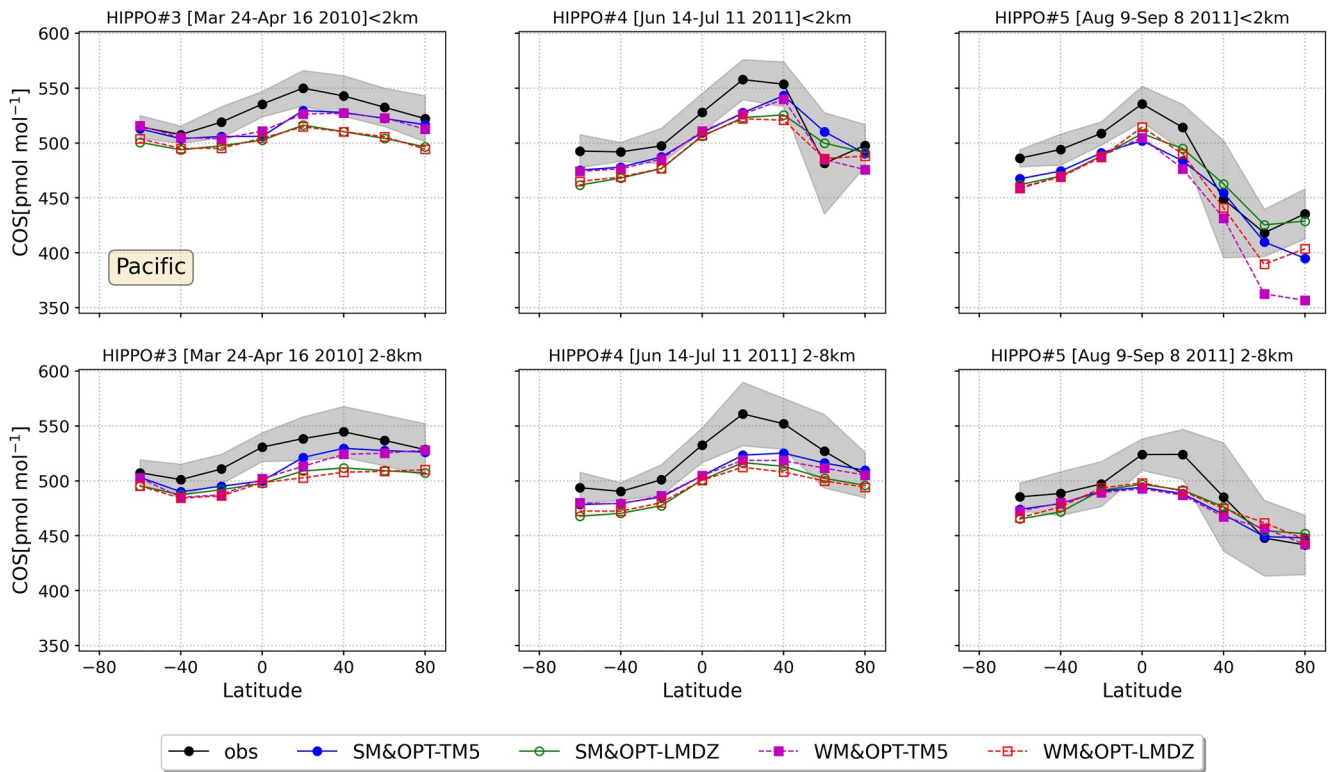 HIPPO#3 [Mar 24-Apr 16 2010]<2km
HIPPO#4 [Jun 14-Jul 11 2011]<2km
HIPPO#5 [Aug 9-Sep 8 2011]<2km
600
550
500
450
400
350
COS[pmol mol⁻¹]
Pacific
HIPPO#3 [Mar 24-Apr 16 2010] 2-8km
HIPPO#4 [Jun 14-Jul 11 2011] 2-8km
HIPPO#5 [Aug 9-Sep 8 2011] 2-8km
600
550
500
450
400
350
COS[pmol mol⁻¹]
−80 −40 0 40 80
−80 −40 0 40 80
−80 −40 0 40 80
Latitude
Latitude
Latitude
obs SM&OPT-TM5 SM&OPT-LMDZ WM&OPT-TM5 WM&OPT-LMDZ